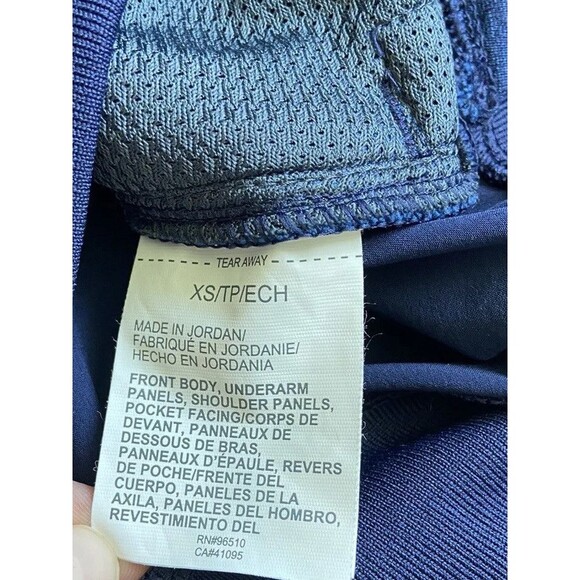 TEAR AWAY
XS/TP/ECH
MADE IN JORDAN/
FABRIQUÉ EN JORDANIE/
HECHO EN JORDANIA
FRONT BODY, UNDERARM
PANELS, SHOULDER PANELS,
POCKET FACING/CORPS DE
DEVANT, PANNEAUX DE
DESSOUS DE BRAS,
PANNEAUX D'ÉPAULE, REVERS
DE POCHE/FRENTE DEL
CUERPO, PANELES DE LA
AXILA, PANELES DEL HOMBRO,
REVESTIMIENTO DEL
RN#96510
CA#41095